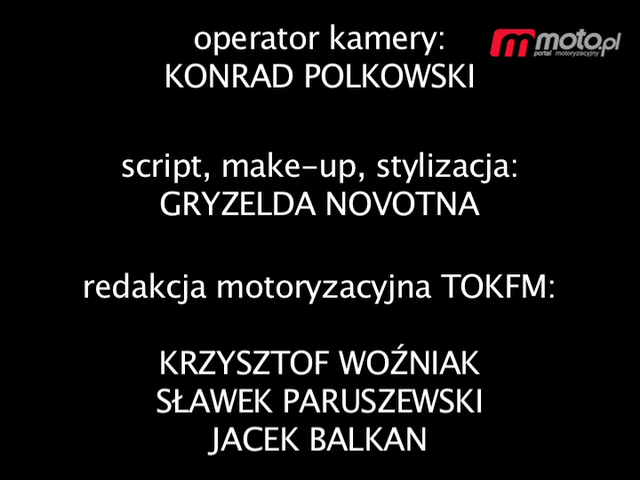 operator kamery:
KONRAD POLKOWSKI
moto.pl
portal motoryzacyjny
script, make-up, stylizacja:
GRYZELDA NOVOTNA
redakcja motoryzacyjna TOKFM:
KRZYSZTOF WOŹNIAK
SŁAWEK PARUSZEWSKI
JACEK BALKAN